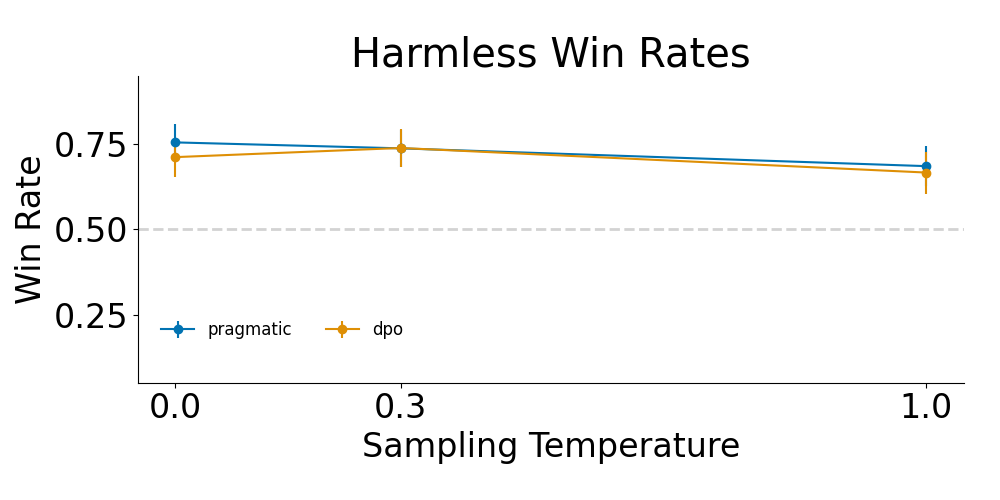 Harmless Win Rates
Win Rate
0.75
0.50
0.25
pragmatic dpo
0.0 0.3 1.0
Sampling Temperature